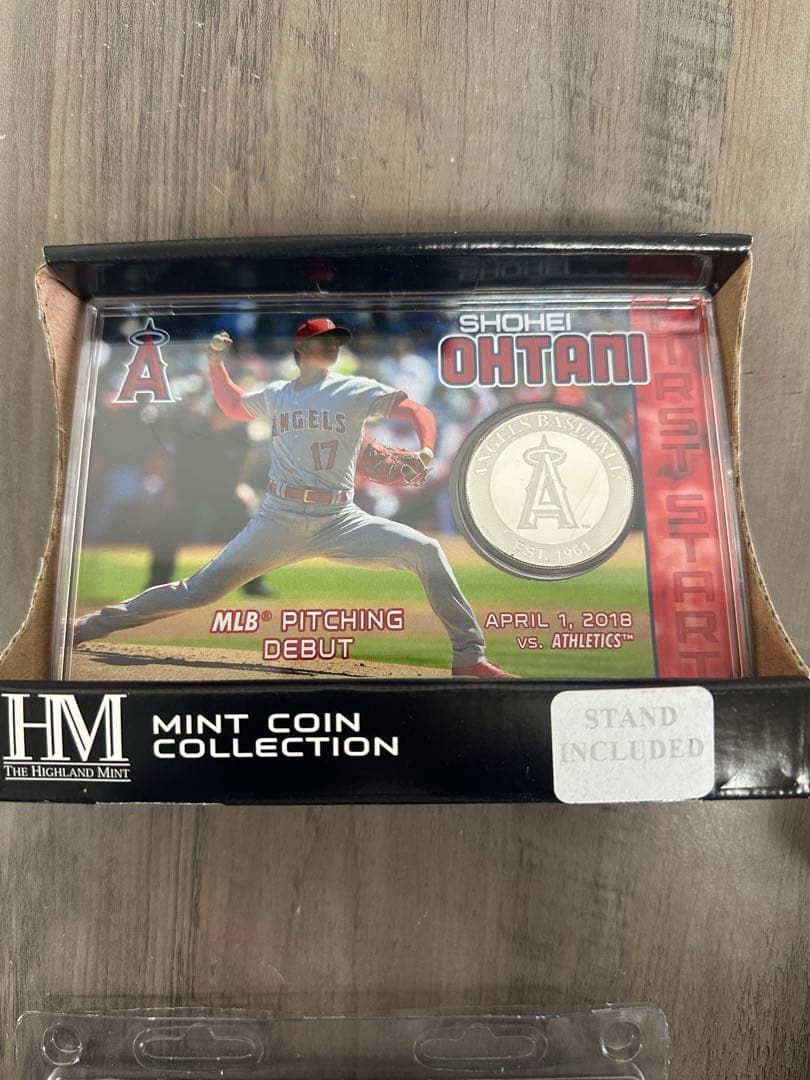 SHOHEI
SHOHEI
OHTANI
A
FIRST START
ANGELS
17
ANGELS BASEBALL
A
TM
EST. 1961
MLB® PITCHING
DEBUT
APRIL 1, 2018
VS. ATHLETICS™
HM
THE HIGHLAND MINT
MINT COIN
COLLECTION
STAND
INCLUDED